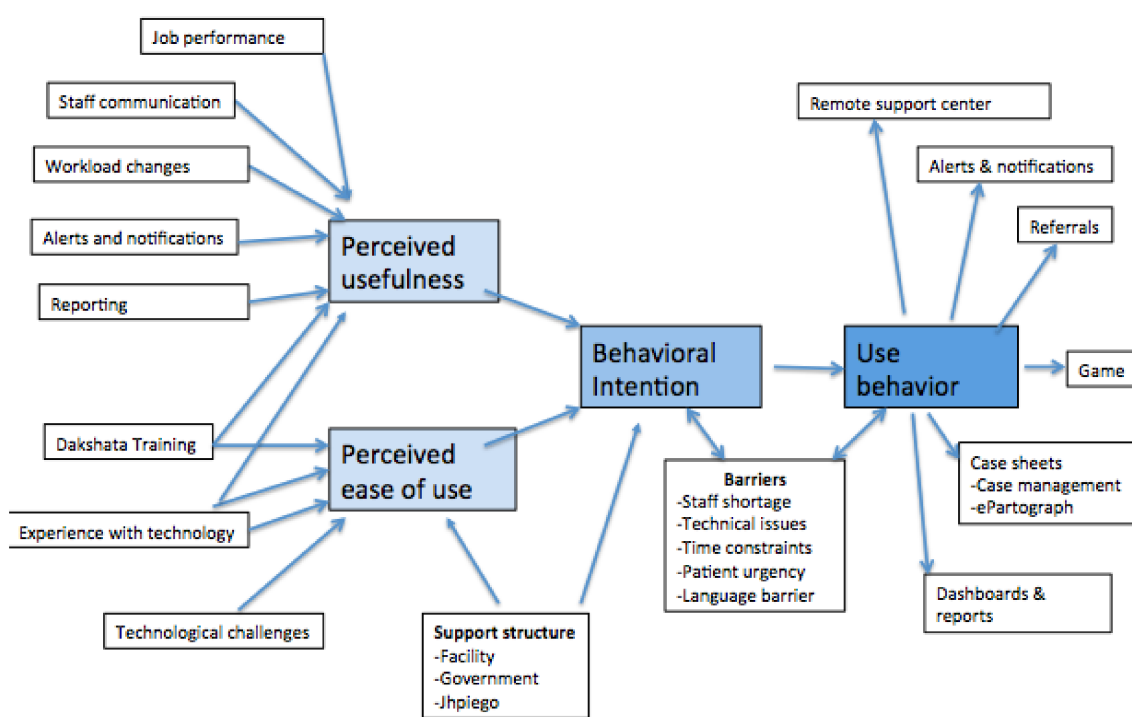 Job performance
Staff communication
Workload changes
Alerts and notifications
Reporting
Dakshata Training
Experience with technology
Technological challenges
Perceived
usefulness
Perceived
ease of use
Support structure
-Facility
-Government
-Jhpiego
Behavioral
Intention
Barriers
-Staff shortage
-Technical issues
-Time constraints
-Patient urgency
-Language barrier
Use
behavior
Remote support center
Alerts & notifications
Referrals
Game
Case sheets
-Case management
-ePartograph
Dashboards &
reports